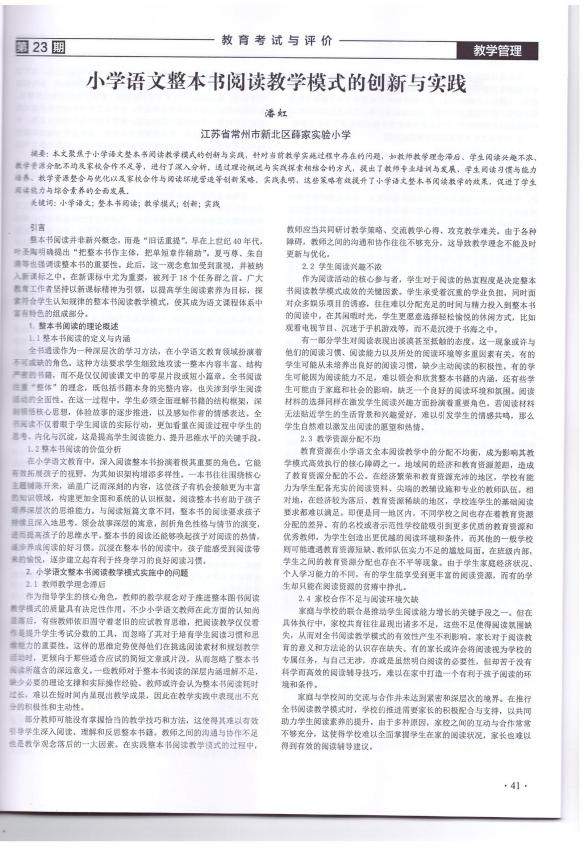 教育考试与评价
第 23 期
教学管理
小学语文整本书阅读教学模式的创新与实践
潘虹
江苏省常州市新北区薛家实验小学
摘要：本文聚焦于小学语文整本书阅读教学模式的创新与实践，针对当前教学实施过程中存在的问题，如教师教学理念滞后、学生阅读兴趣不浓、
教学资源分配不均及家校合作不足等，进行了深入分析。通过理论概述与实践探索相结合的方式，提出了教师专业培训与发展、学生阅读习惯与能力
培养、教学资源整合与优化以及家校合作与阅读环境营造等创新策略。实践表明，这些策略有效提升了小学语文整本书阅读教学的效果，促进了学生
阅读能力与综合素养的全面发展。
关键词：小学语文；整本书阅读；教学模式；创新；实践
引言
整本书阅读并非新兴概念，而是“旧话重提”，早在上世纪 40 年代，
叶圣陶明确提出“把整本书作主体，把单短章作辅助”，夏丏尊、朱自
清等也强调读整本书的重要性。此后，这一观念愈加受到重视，并被纳
入新课标之中。在新课标中尤为重要，被列于 18 个任务群之首。广大
教育工作者坚持以新课标精神为引领，以提高学生阅读素养为目标，探
索符合学生认知规律的整本书阅读教学模式，使其成为语文课程体系中
富有特色的组成部分。
1. 整本书阅读的理论概述
1.1 整本书阅读的定义与内涵
全书通读作为一种深层次的学习方法，在小学语文教育领域扮演着
不可或缺的角色。这种方法要求学生细致地攻读一整本内容丰富、结构
严密的书籍，而不是仅仅阅读课文中的零星片段或短小篇章。全书阅读
注重“整体”的理念，既包括书籍本身的完整内容，也关涉到学生阅读
活动的全面性。在这一过程中，学生必须全面理解书籍的结构框架，深
刻领悟核心思想，体验故事的逐步推进，以及感知作者的情感表达。全
书阅读不仅着眼于学生阅读的实际行动，更加看重在阅读过程中学生的
思考、内化与沉淀，这是提高学生阅读能力、提升思维水平的关键手段。
1.2 整本书阅读的价值分析
在小学语文教育中，深入阅读整本书扮演着极其重要的角色。它能
有效拓展孩子的视野，为其知识架构增添多样性。一本书往往围绕核心
主题铺陈开来，涵盖广泛而深刻的内容，这使孩子有机会接触更为丰富
的知识领域，构建更加全面和系统的认识框架。阅读整本书有助于孩子
培养深层次的思维能力。与阅读短篇文章不同，整本书的阅读要求孩子
持续且深入地思考，领会故事深层的寓意，剖析角色性格与情节的演变，
进而提高孩子的思维水平。整本书的阅读还能够唤起孩子对阅读的热情，
逐步养成阅读的好习惯。沉浸在整本书的阅读中，孩子能感受到阅读带
来的愉悦，逐步建立起有利于终身学习的良好阅读习惯。
2. 小学语文整本书阅读教学模式实施中的问题
2.1 教师教学理念滞后
作为指导学生的核心角色，教师的教学观念对于推进整本图书阅读
教学模式的质量具有决定性作用。不少小学语文教师在此方面的认知尚
显落后，有些教师依旧固守着老旧的应试教育思维，把阅读教学仅仅看
作是提升学生考试分数的工具，而忽略了其对于培育学生阅读习惯和思
维能力的重要性。这样的思维定势使得他们在挑选阅读素材和规划教学
活动时，更倾向于那些适合应试的简短文章或片段，从而忽略了整本书
阅读所蕴含的深远意义。一些教师对于整本书阅读的深层内涵理解不足，
缺少必要的理论支撑和实际操作经验。教师或许会认为整本书阅读耗时
过长，难以在短时间内呈现出教学成果，因此在教学实践中表现出不充
分的积极性和主动性。
部分教师可能没有掌握恰当的教学技巧和方法，这使得其难以有效
引导学生深入阅读、理解和反思整本书籍。教师之间的沟通与协作不足
也是教学观念落后的一大因素。在实践整本书阅读教学模式的过程中，
教师应当共同研讨教学策略、交流教学心得、攻克教学难关。由于各种
障碍，教师之间的沟通和协作往往不够充分，这导致教学理念不能及时
更新与优化。
2.2 学生阅读兴趣不浓
作为阅读活动的核心参与者，学生对于阅读的热衷程度是决定整本
书阅读教学模式成效的关键因素。学生承受着沉重的学业负担，同时面
对众多娱乐项目的诱惑，往往难以分配充足的时间与精力投入到整本书
的阅读中，在其闲暇时光，学生更愿意选择轻松愉悦的休闲方式，比如
观看电视节目、沉迷于手机游戏等，而不是沉浸于书海之中。
有一部分学生对阅读表现出淡漠甚至抵触的态度，这一现象或许与
他们的阅读习惯、阅读能力以及所处的阅读环境等多重因素有关。有的
学生可能从未培养出良好的阅读习惯，缺少主动阅读的积极性。有的学
生可能因为阅读能力不足，难以领会和欣赏整本书籍的内涵，还有些学
生可能由于家庭和社会的影响，缺乏一个良好的阅读环境和氛围。阅读
材料的选择同样在激发学生阅读兴趣方面扮演着重要角色。若阅读材料
无法贴近学生的生活背景和兴趣爱好，难以引发学生的情感共鸣，那么
学生自然难以激发出阅读的愿望和热情。
2.3 教学资源分配不均
教育资源在小学语文全本阅读教学中的分配不均衡，成为影响其教
学模式高效执行的核心障碍之一。地域间的经济和教育资源差距，造成
了教育资源分配的不公。在经济繁荣和教育资源充沛的地区，学校有能
力为学生配备充实的阅读资料、尖端的教辅设施和专业的教师队伍。相
对地，在经济较为落后、教育资源稀缺的地区，学校连学生的基础阅读
要求都难以满足。即便是同一地区内，不同学校之间也存在着教育资源
分配的差异。有的名校或者示范性学校能吸引到更多优质的教育资源和
优秀教师，为学生创造出更优越的阅读环境和条件，而其他的一般学校
则可能遭遇教育资源短缺、教师队伍实力不足的尴尬局面。在班级内部，
学生之间的教育资源分配也存在不平等现象。由于学生家庭经济状况、
个人学习能力的不同，有的学生能享受到更丰富的阅读资源，而有的学
生却只能在阅读资源的贫瘠中挣扎。
2.4 家校合作不足与阅读环境欠缺
家庭与学校的联合是推动学生阅读能力增长的关键手段之一。但在
具体执行中，家校共育往往显现出诸多不足，这些不足使得阅读氛围缺
失，从而对全书阅读教学模式的有效性产生不利影响。家长对于阅读教
育的意义和方法论的认识存在缺失。有的家长或许会将阅读视为学校的
专属任务，与自己无涉，亦或是虽然明白阅读的必要性，但却苦于没有
科学而高效的阅读辅导技巧，难以在家中打造一个有利于孩子阅读的环
境和条件。
家庭与学校间的交流与合作并未达到紧密和深层次的境界。在推行
全书阅读教学模式时，学校的推进需要家长的积极配合与支持，以共同
助力学生阅读素养的提升。由于多种原因，家校之间的互动与合作常常
不够充分，这使得学校难以全面掌握学生在家的阅读状况，家长也难以
得到有效的阅读辅导建议。
·41·